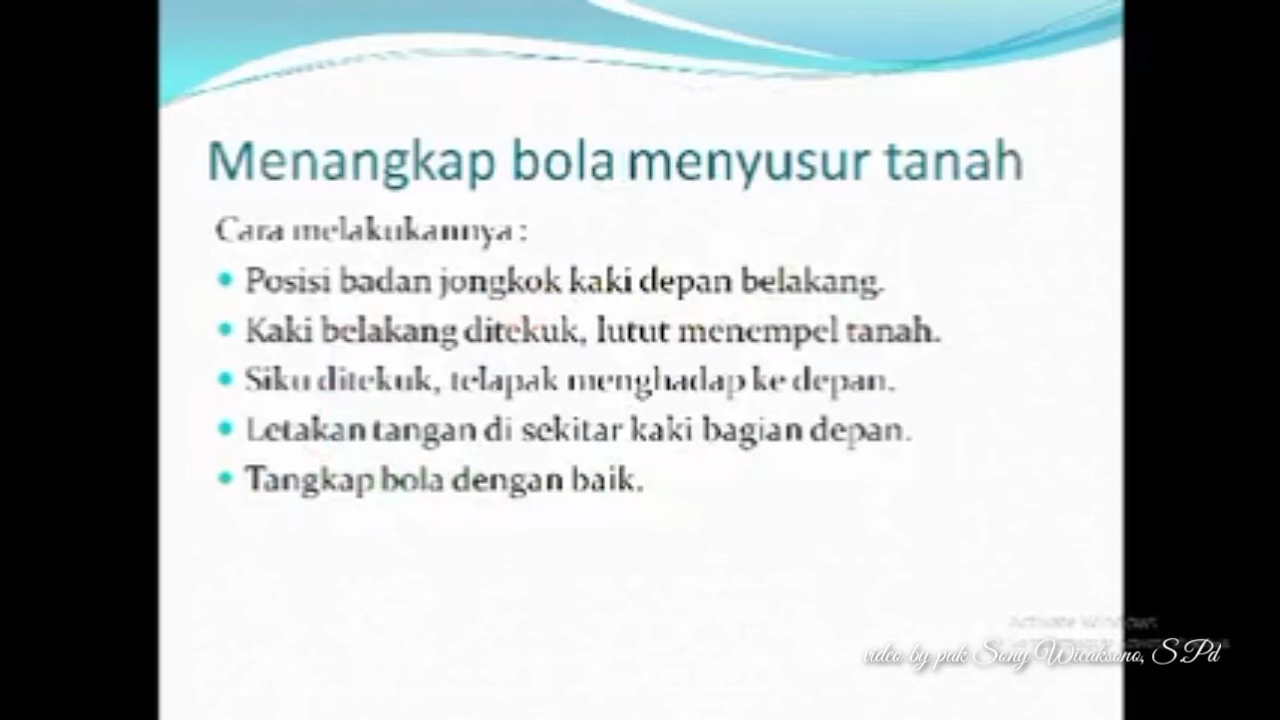 Menangkap bola menyusur tanah
Cara melakukannya :
• Posisi badan jongkok kaki depan belakang.
• Kaki belakang ditekuk, lutut menempel tanah.
• Siku ditekuk, telapak menghadap ke depan.
• Letakan tangan di sekitar kaki bagian depan.
• Tangkap bola dengan baik.
Activate Windows
video by pak Sony Wicaksono, S.Pd